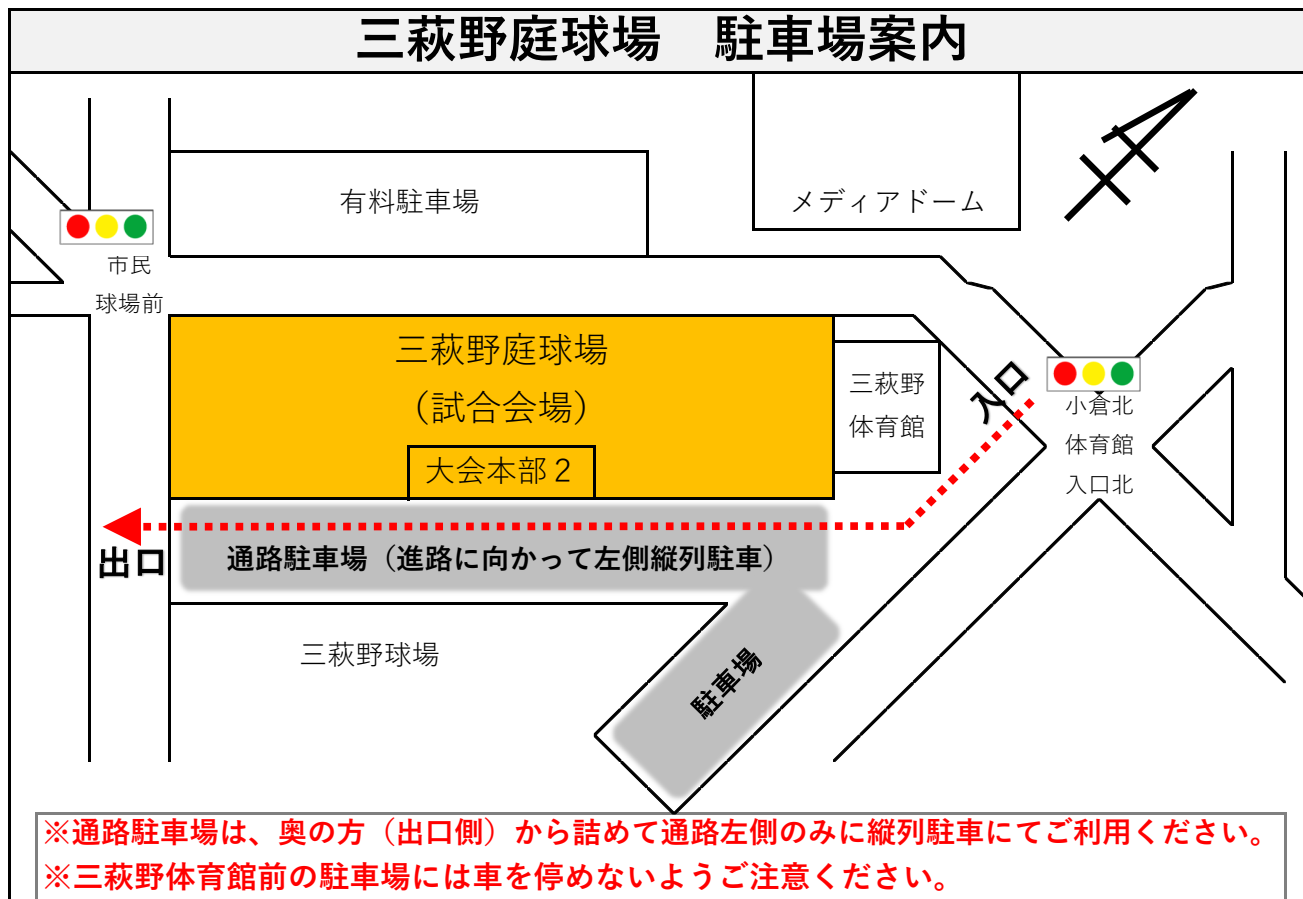 三萩野庭球場　駐車場案内
有料駐車場
メディアドーム
市民
球場前
三萩野庭球場
（試合会場）
大会本部２
三萩野
体育館
入口
小倉北
体育館
入口北
出口
通路駐車場（進路に向かって左側縦列駐車）
三萩野球場
駐車場
※通路駐車場は、奥の方（出口側）から詰めて通路左側のみに縦列駐車にてご利用ください。
※三萩野体育館前の駐車場には車を停めないようご注意ください。